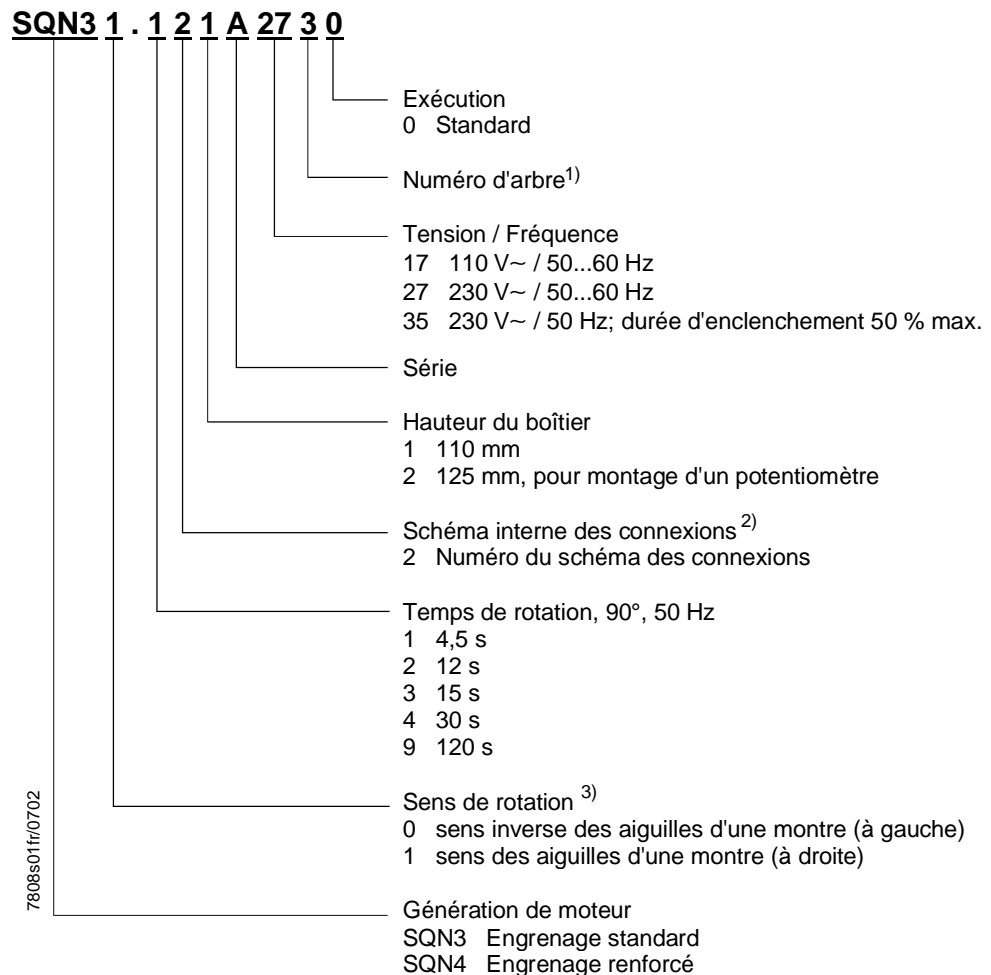 SQN3 1 . 1 2 1 A 27 3 0
Exécution
0 Standard
Numéro d'arbre1)
Tension / Fréquence
17 110 V~ / 50...60 Hz
27 230 V~ / 50...60 Hz
35 230 V~ / 50 Hz; durée d'enclenchement 50 % max.
Série
Hauteur du boîtier
1 110 mm
2 125 mm, pour montage d'un potentiomètre
Schéma interne des connexions 2)
2 Numéro du schéma des connexions
Temps de rotation, 90°, 50 Hz
1 4,5 s
2 12 s
3 15 s
4 30 s
9 120 s
Sens de rotation 3)
0 sens inverse des aiguilles d'une montre (à gauche)
1 sens des aiguilles d'une montre (à droite)
Génération de moteur
SQN3 Engrenage standard
SQN4 Engrenage renforcé
7808s01fr/0702